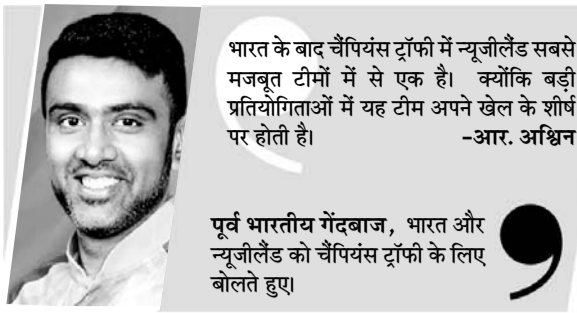 भारत के बाद चैंपियंस ट्रॉफी में न्यूजीलैंड सबसे
मजबूत टीमों में से एक है। क्योंकि बड़ी
प्रतियोगिताओं में यह टीम अपने खेल के शीर्ष
पर होती है। -आर. अश्विन
पूर्व भारतीय गेंदबाज, भारत और
न्यूजीलैंड को चैंपियंस ट्रॉफी के लिए
बोलते हुए।